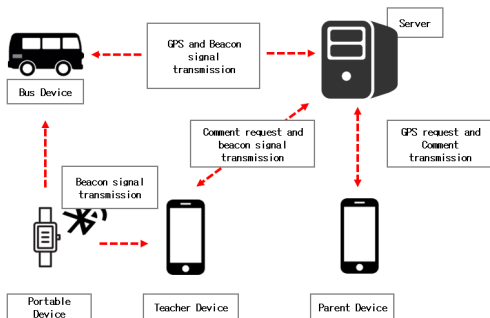 Server
GPS and Beacon
signal
transmission
Bus Device
Comment request and
beacon signal
transmission
GPS request and
Comment
transmission
Beacon signal
transmission
Portable
Device
Teacher Device
Parent Device